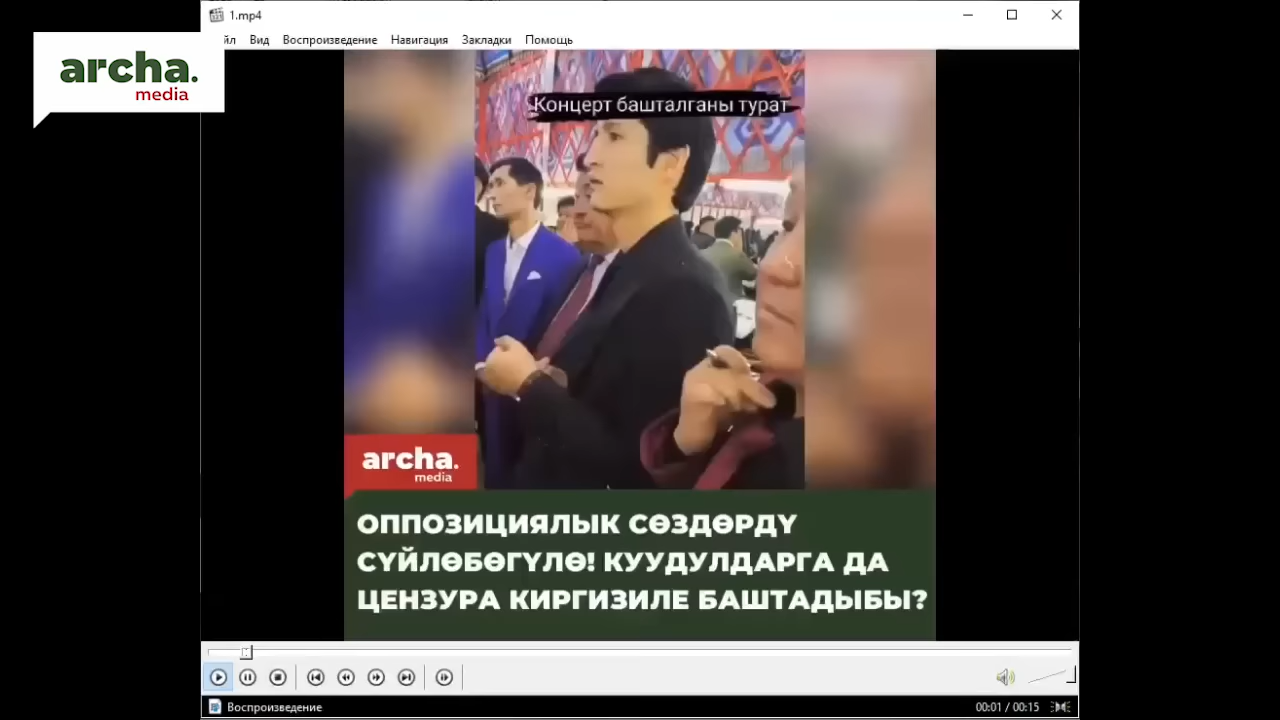 1.mp4
йл Вид Воспроизведение Навигация Закладки Помощь
archa.
media
Концерт башталганы турат
archa.
media
ОППОЗИЦИЯЛЫК СӨЗДӨРДҮ
СҮЙЛӨБӨГҮЛӨ! КУУДУЛДАРГА ДА
ЦЕНЗУРА КИРГИЗИЛЕ БАШТАДЫБЫ?
Воспроизведение
00:01 / 00:15